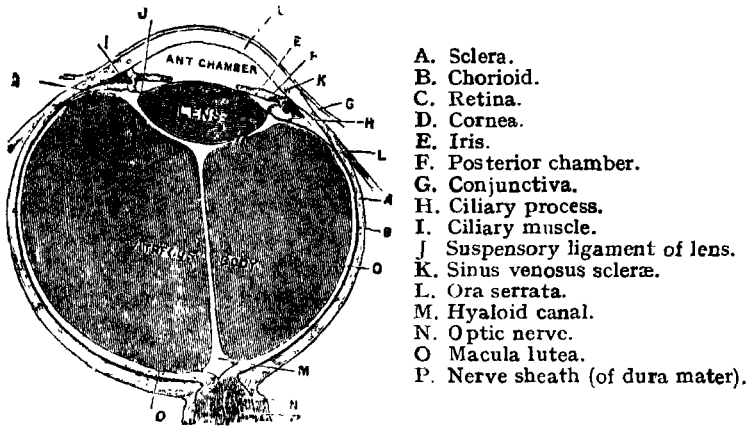 J
I
E
ANT CHAMBER
F
K
G
LENS
H
L
A
B
BODY
M
N
O
P
A. Sclera.
B. Chorioid.
C. Retina.
D. Cornea.
E. Iris.
F. Posterior chamber.
G. Conjunctiva.
H. Ciliary process.
I. Ciliary muscle.
J Suspensory ligament of lens.
K. Sinus venosus scleræ.
L. Ora serrata.
M. Hyaloid canal.
N. Optic nerve.
O Macula lutea.
P. Nerve sheath (of dura mater).